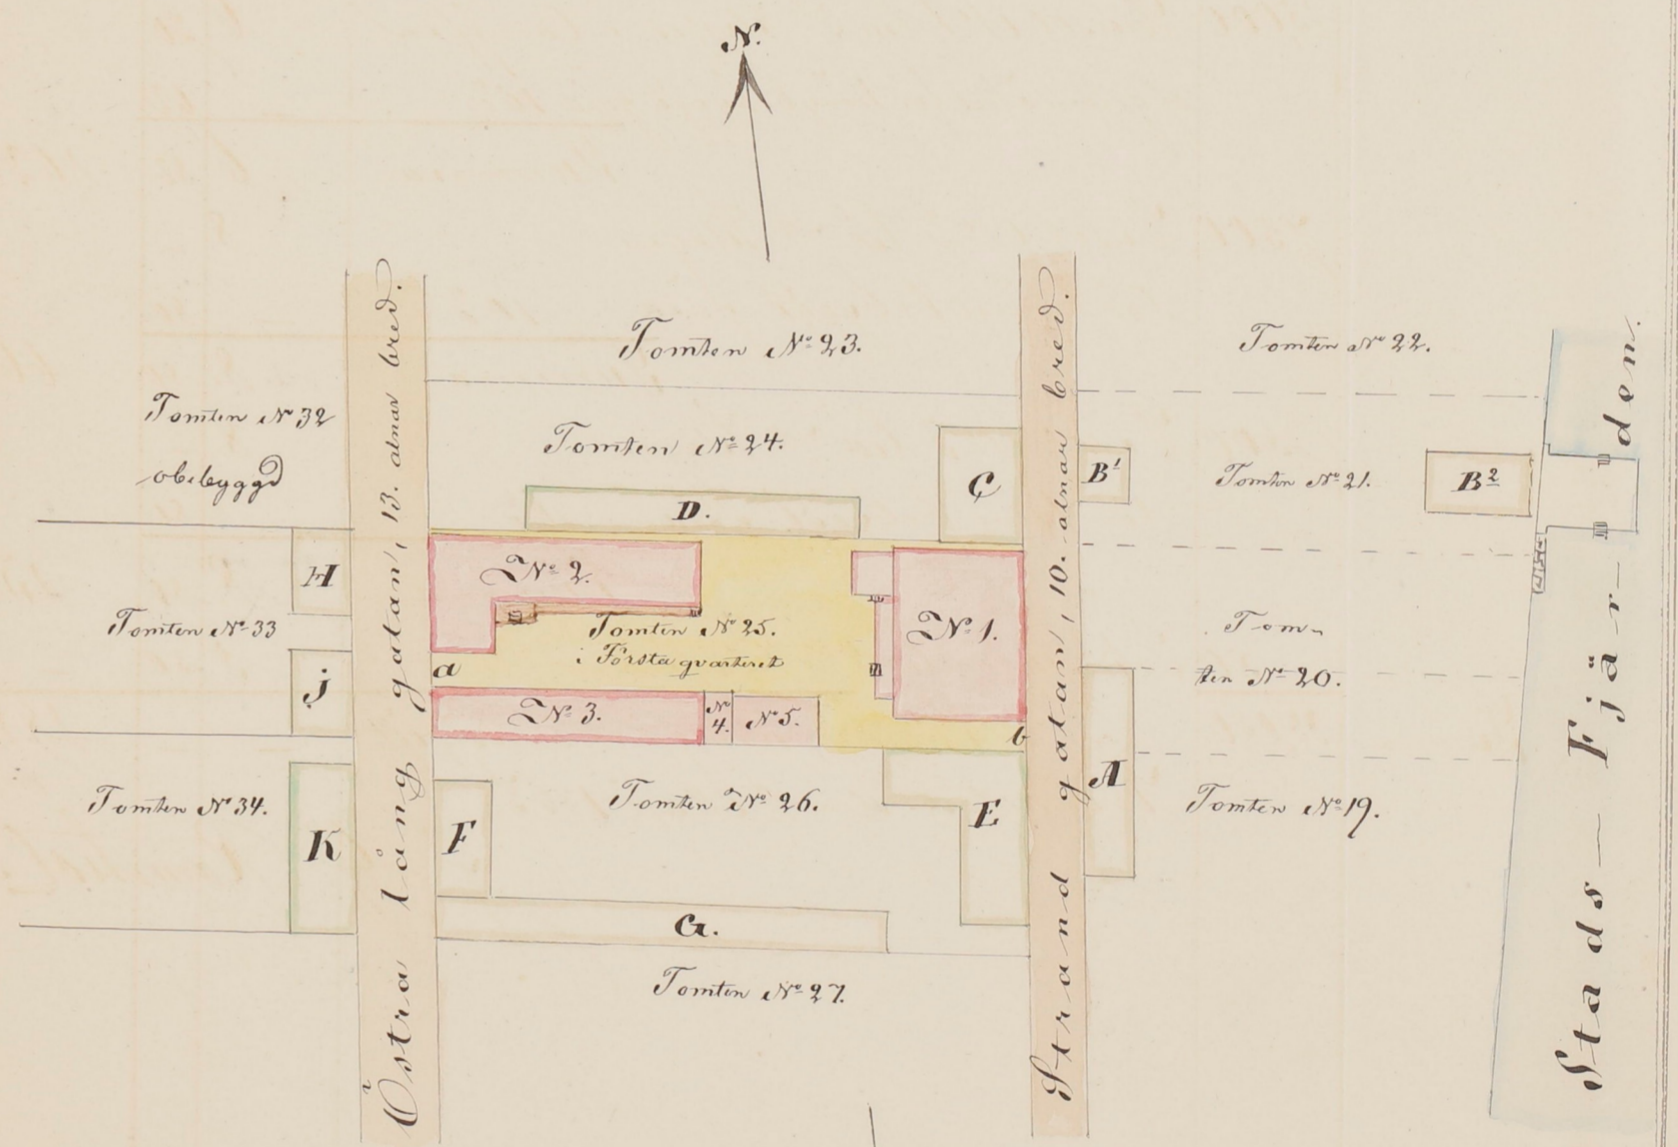 N.
Tomten No 23.
Tomten No 22.
Tomten No 32
obebyggd
Tomten No 24.
C
B1
Tomten No 21.
B2
D.
H
No 2.
Tomten No 33
Tomten No 25.
i Första qvarteret
No 1.
Tom-
ten No 20.
a
J
No 3.
No
4.
No 5.
b
Tomten No 34.
K
F
Tomten No 26.
E
A
Tomten No 19.
G.
Tomten No 27.
Östra lång gatan, 13. alnar bred.
Strand gatan, 10. alnar bred.
Stads-Fjär-den.